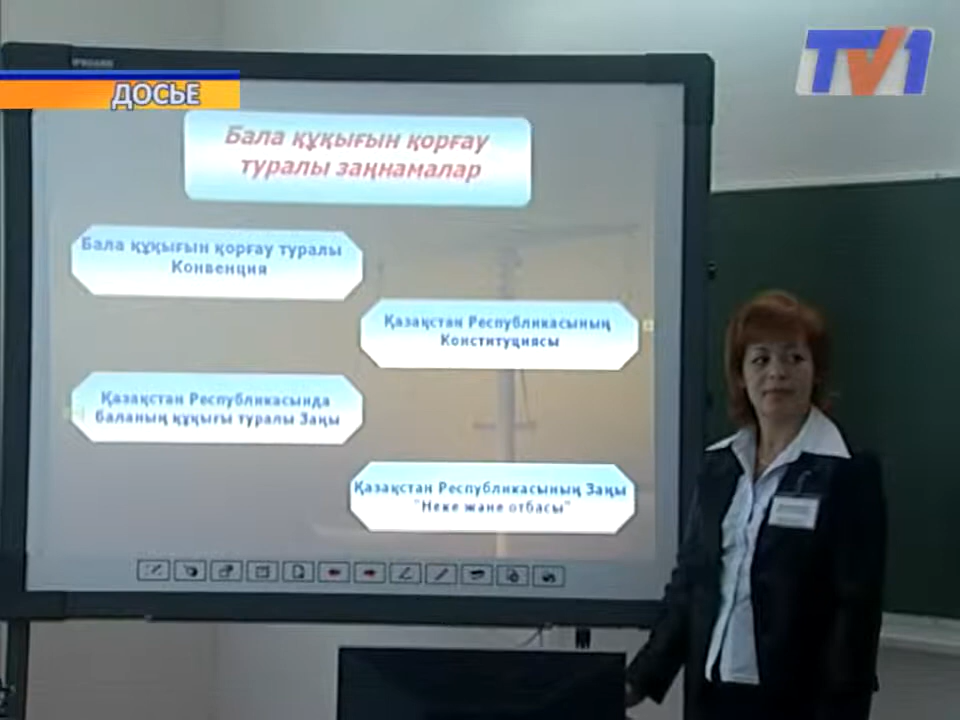 ДОСЬЕ
TV1
Бала құқығын қорғау
туралы заңнамалар
Бала құқығын қорғау туралы
Конвенция
Қазақстан Республикасының
Конституциясы
Қазақстан Республикасында
баланың құқығы туралы Заңы
Қазақстан Республикасының Заңы
"Неке және отбасы"